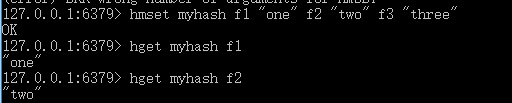 127.0.0.1:6379> hmset myhash f1 "one" f2 "two" f3 "three"
OK
127.0.0.1:6379> hget myhash f1
"one"
127.0.0.1:6379> hget myhash f2
"two"